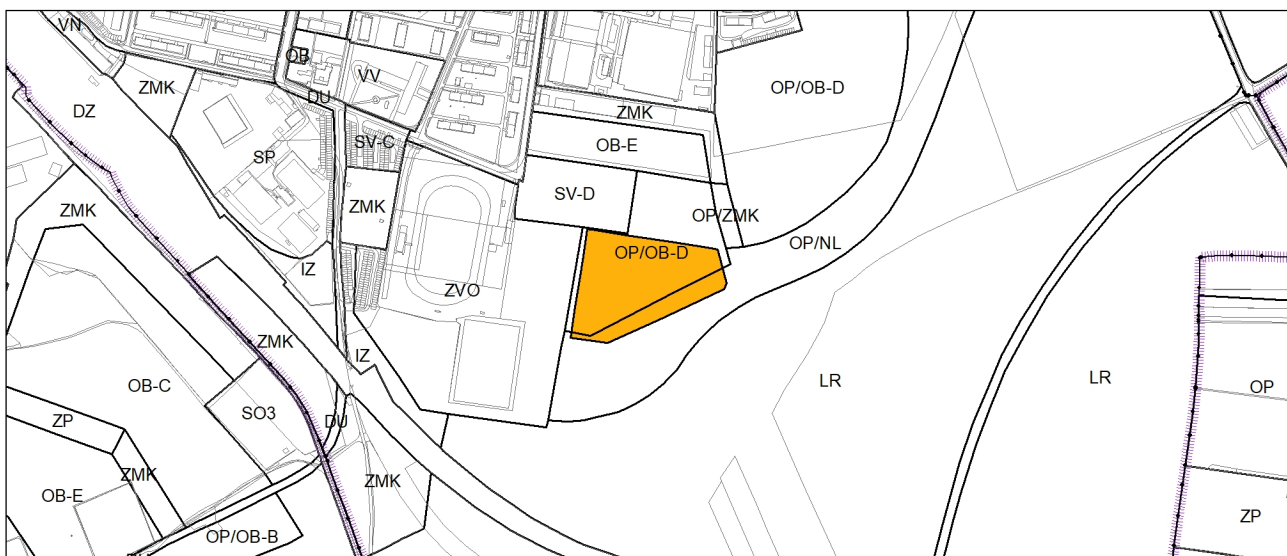 VN
OB
VV
DU
ZMK
DZ
OP/OB-D
ZMK
OB-E
SV-C
SP
SV-D
ZMK
ZMK
OP/ZMK
OP/NL
OP/OB-D
IZ
ZVO
ZMK
IZ
LR
LR
OB-C
OP
SO3
ZP
DU
ZMK
ZMK
OB-E
ZP
OP/OB-B